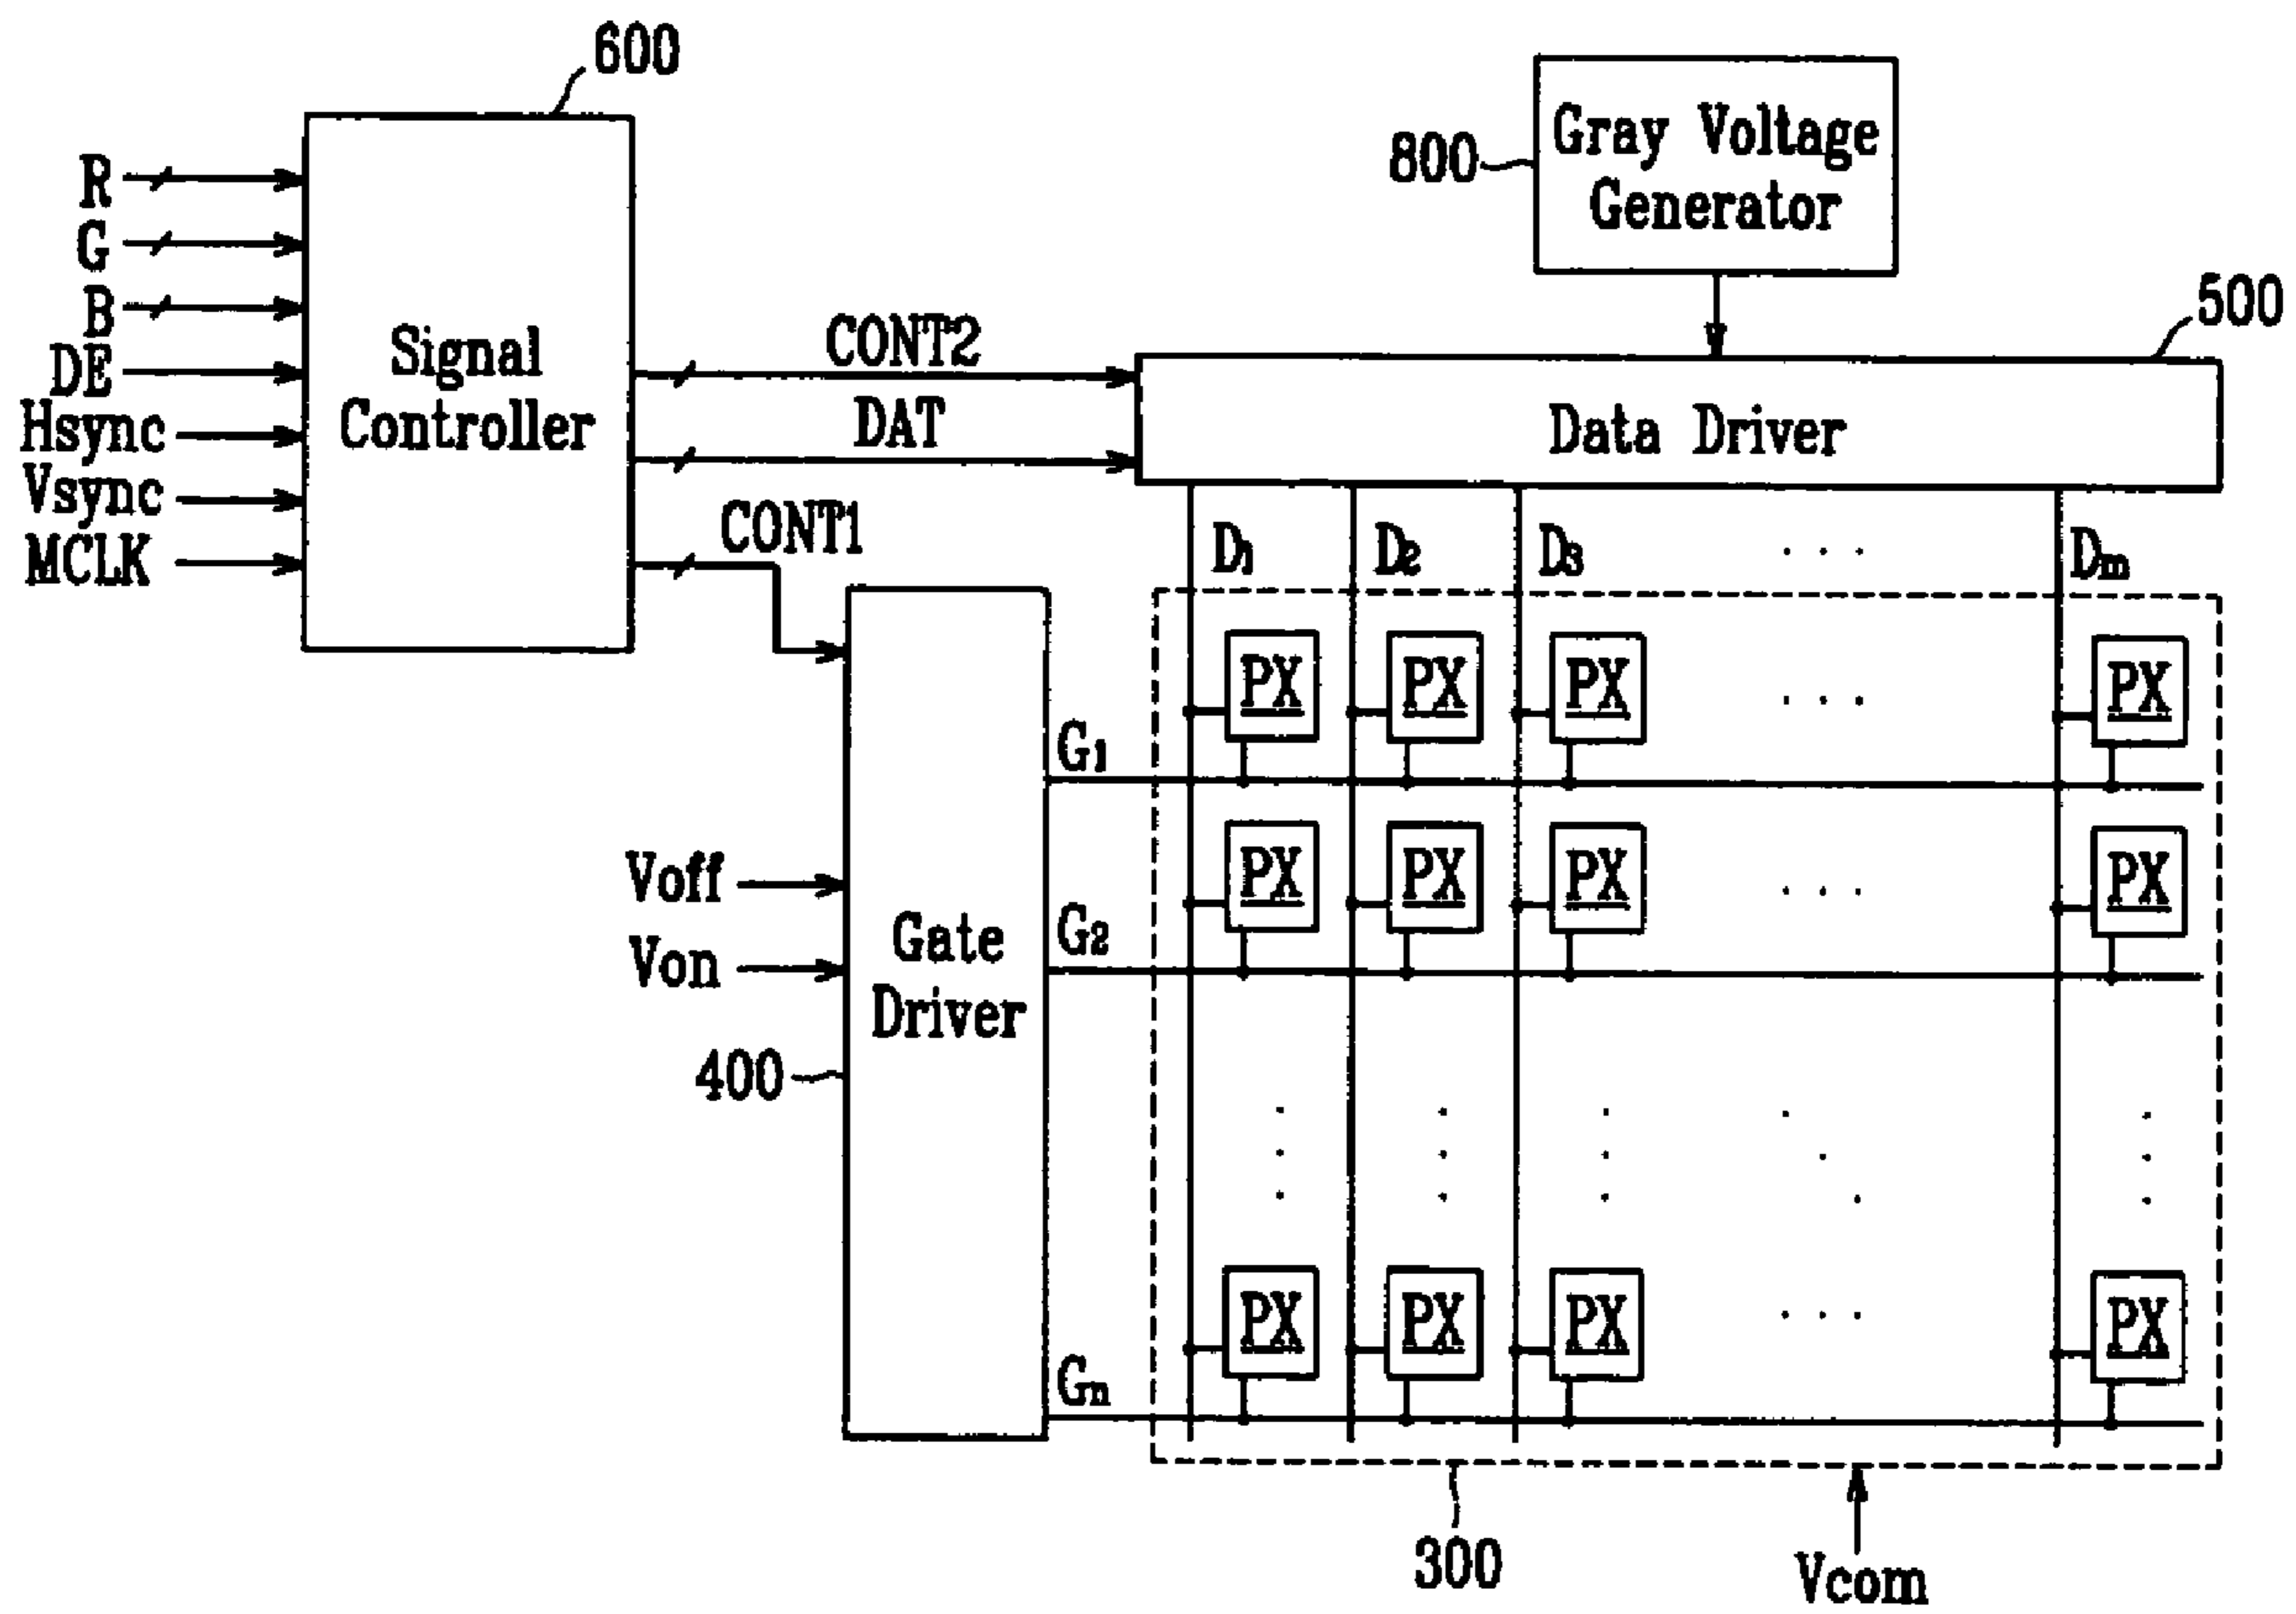 600
800
Gray Voltage
Generator
R
G
B
DE
Hsync
Vsync
MCLK
Signal
Controller
CONT2
DAT
CONT1
500
Data Driver
D1 D2 D3 . . . Dm
PX PX PX . . . PX
G1
PX PX PX . . . PX
G2
Voff
Von
Gate
Driver
400
PX PX PX . . . PX
Gn
300
Vcom